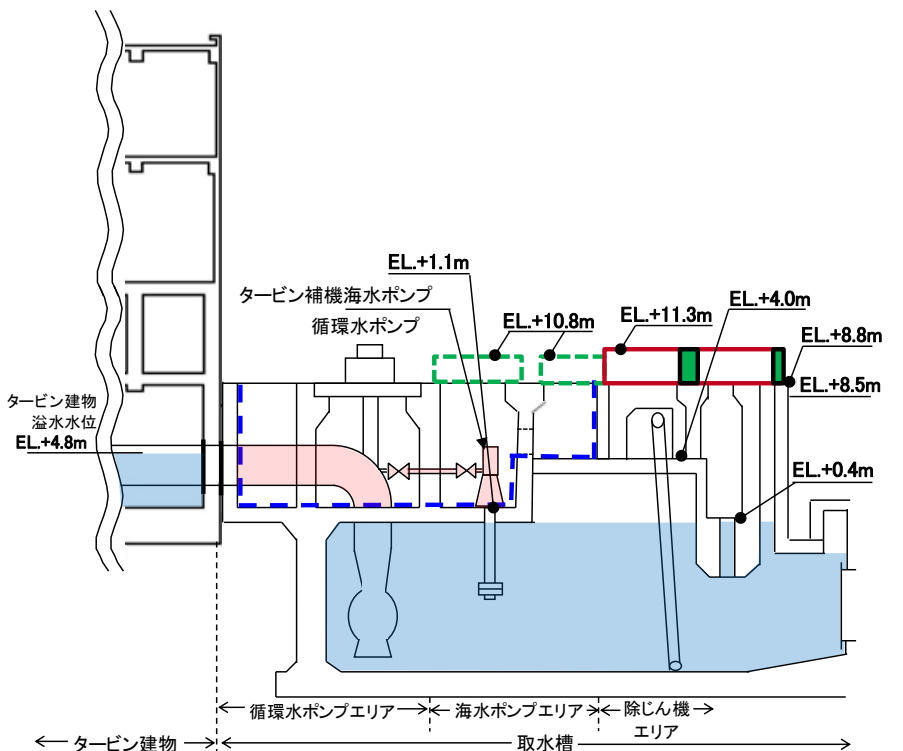 EL.+1.1m
タービン補機海水ポンプ
循環水ポンプ
EL.+10.8m
EL.+11.3m
EL.+4.0m
EL.+8.8m
EL.+8.5m
タービン建物
溢水水位
EL.+4.8m
EL.+0.4m
循環水ポンプエリア
海水ポンプエリア
除じん機
エリア
タービン建物
取水槽